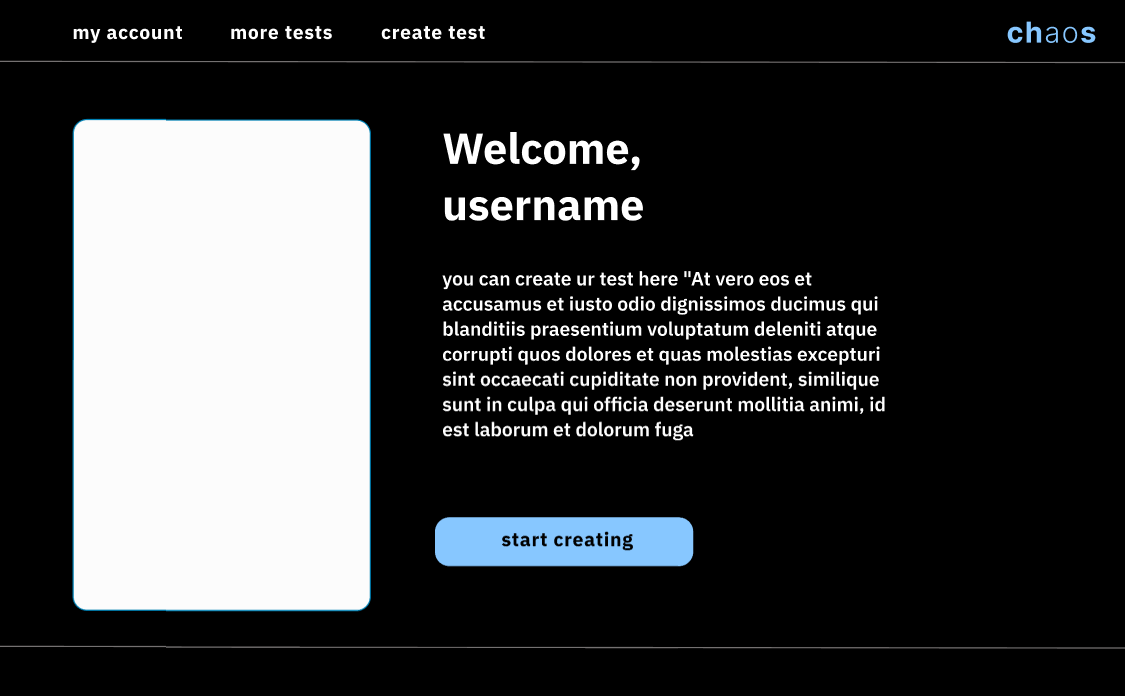 my account more tests create test chaos
Welcome,
username
you can create ur test here "At vero eos et
accusamus et iusto odio dignissimos ducimus qui
blanditiis praesentium voluptatum deleniti atque
corrupti quos dolores et quas molestias excepturi
sint occaecati cupiditate non provident, similique
sunt in culpa qui officia deserunt mollitia animi, id
est laborum et dolorum fuga
start creating